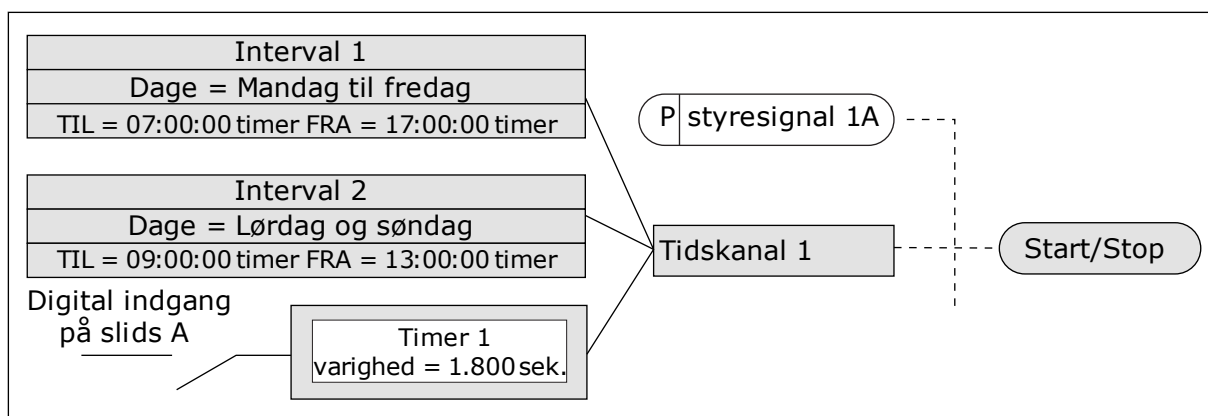 Interval 1
Dage = Mandag til fredag
TIL = 07:00:00 timer FRA = 17:00:00 timer
Interval 2
Dage = Lørdag og søndag
TIL = 09:00:00 timer FRA = 13:00:00 timer
Digital indgang
på slids A
Timer 1
varighed = 1.800 sek.
P styresignal 1A
Tidskanal 1
Start/Stop